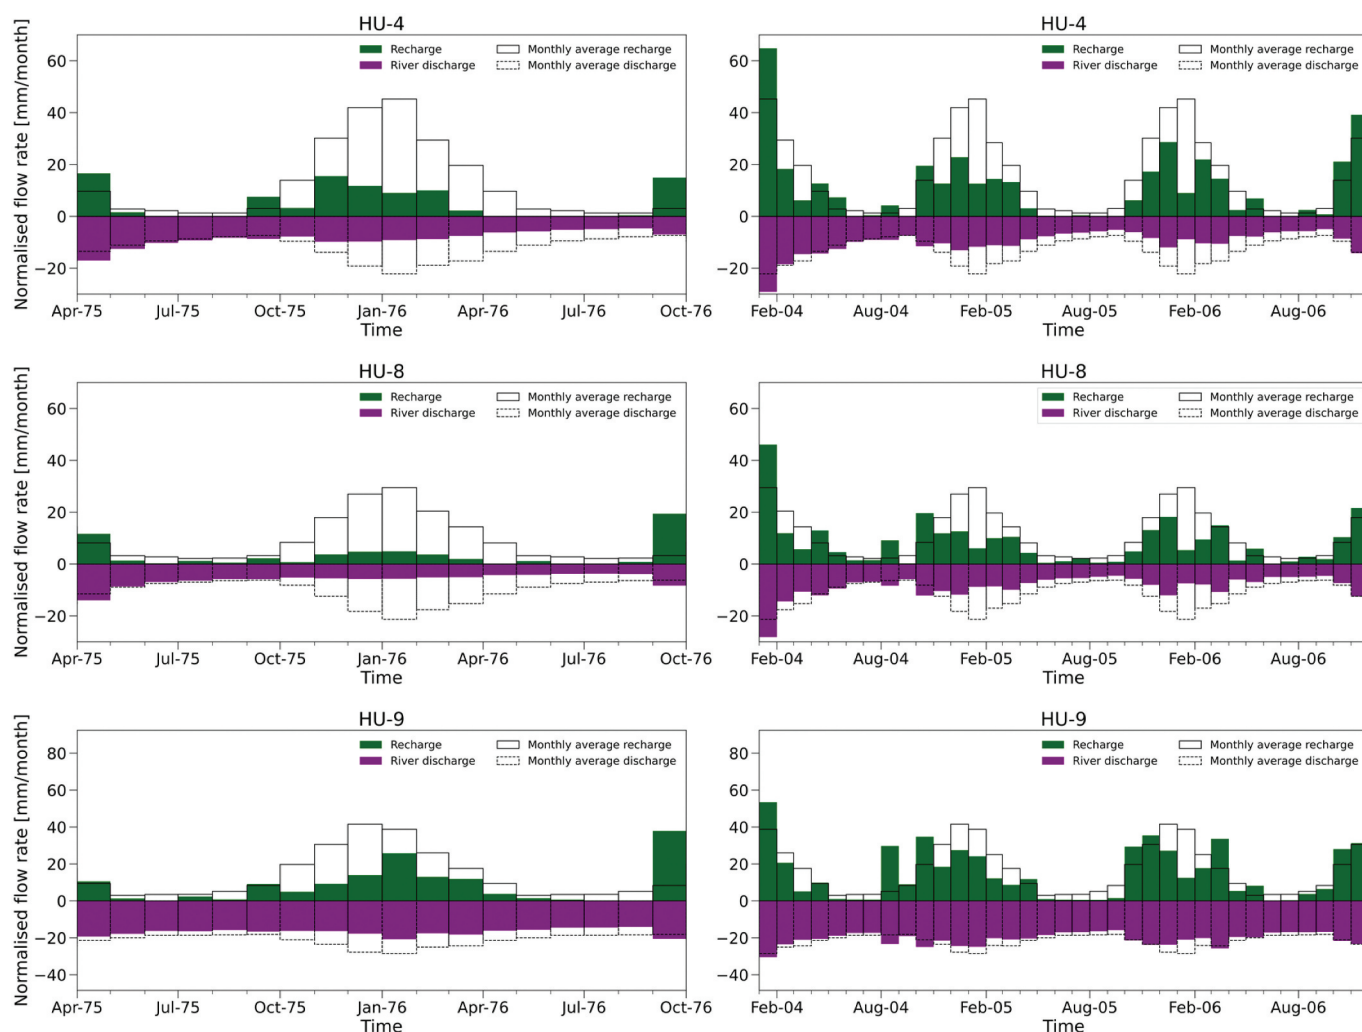 HU-4
Normalised flow rate [mm/month]
60
40
20
0
−20
Recharge
River discharge
Monthly average recharge
Monthly average discharge
Apr-75 Jul-75 Oct-75 Jan-76 Apr-76 Jul-76 Oct-76
Time
HU-4
60
40
20
0
−20
Recharge
River discharge
Monthly average recharge
Monthly average discharge
Feb-04 Aug-04 Feb-05 Aug-05 Feb-06 Aug-06
Time
HU-8
Normalised flow rate [mm/month]
60
40
20
0
−20
Recharge
River discharge
Monthly average recharge
Monthly average discharge
Apr-75 Jul-75 Oct-75 Jan-76 Apr-76 Jul-76 Oct-76
Time
HU-8
60
40
20
0
−20
Recharge
River discharge
Monthly average recharge
Monthly average discharge
Feb-04 Aug-04 Feb-05 Aug-05 Feb-06 Aug-06
Time
HU-9
Normalised flow rate [mm/month]
80
60
40
20
0
−20
−40
Recharge
River discharge
Monthly average recharge
Monthly average discharge
Apr-75 Jul-75 Oct-75 Jan-76 Apr-76 Jul-76 Oct-76
Time
HU-9
80
60
40
20
0
−20
−40
Recharge
River discharge
Monthly average recharge
Monthly average discharge
Feb-04 Aug-04 Feb-05 Aug-05 Feb-06 Aug-06
Time